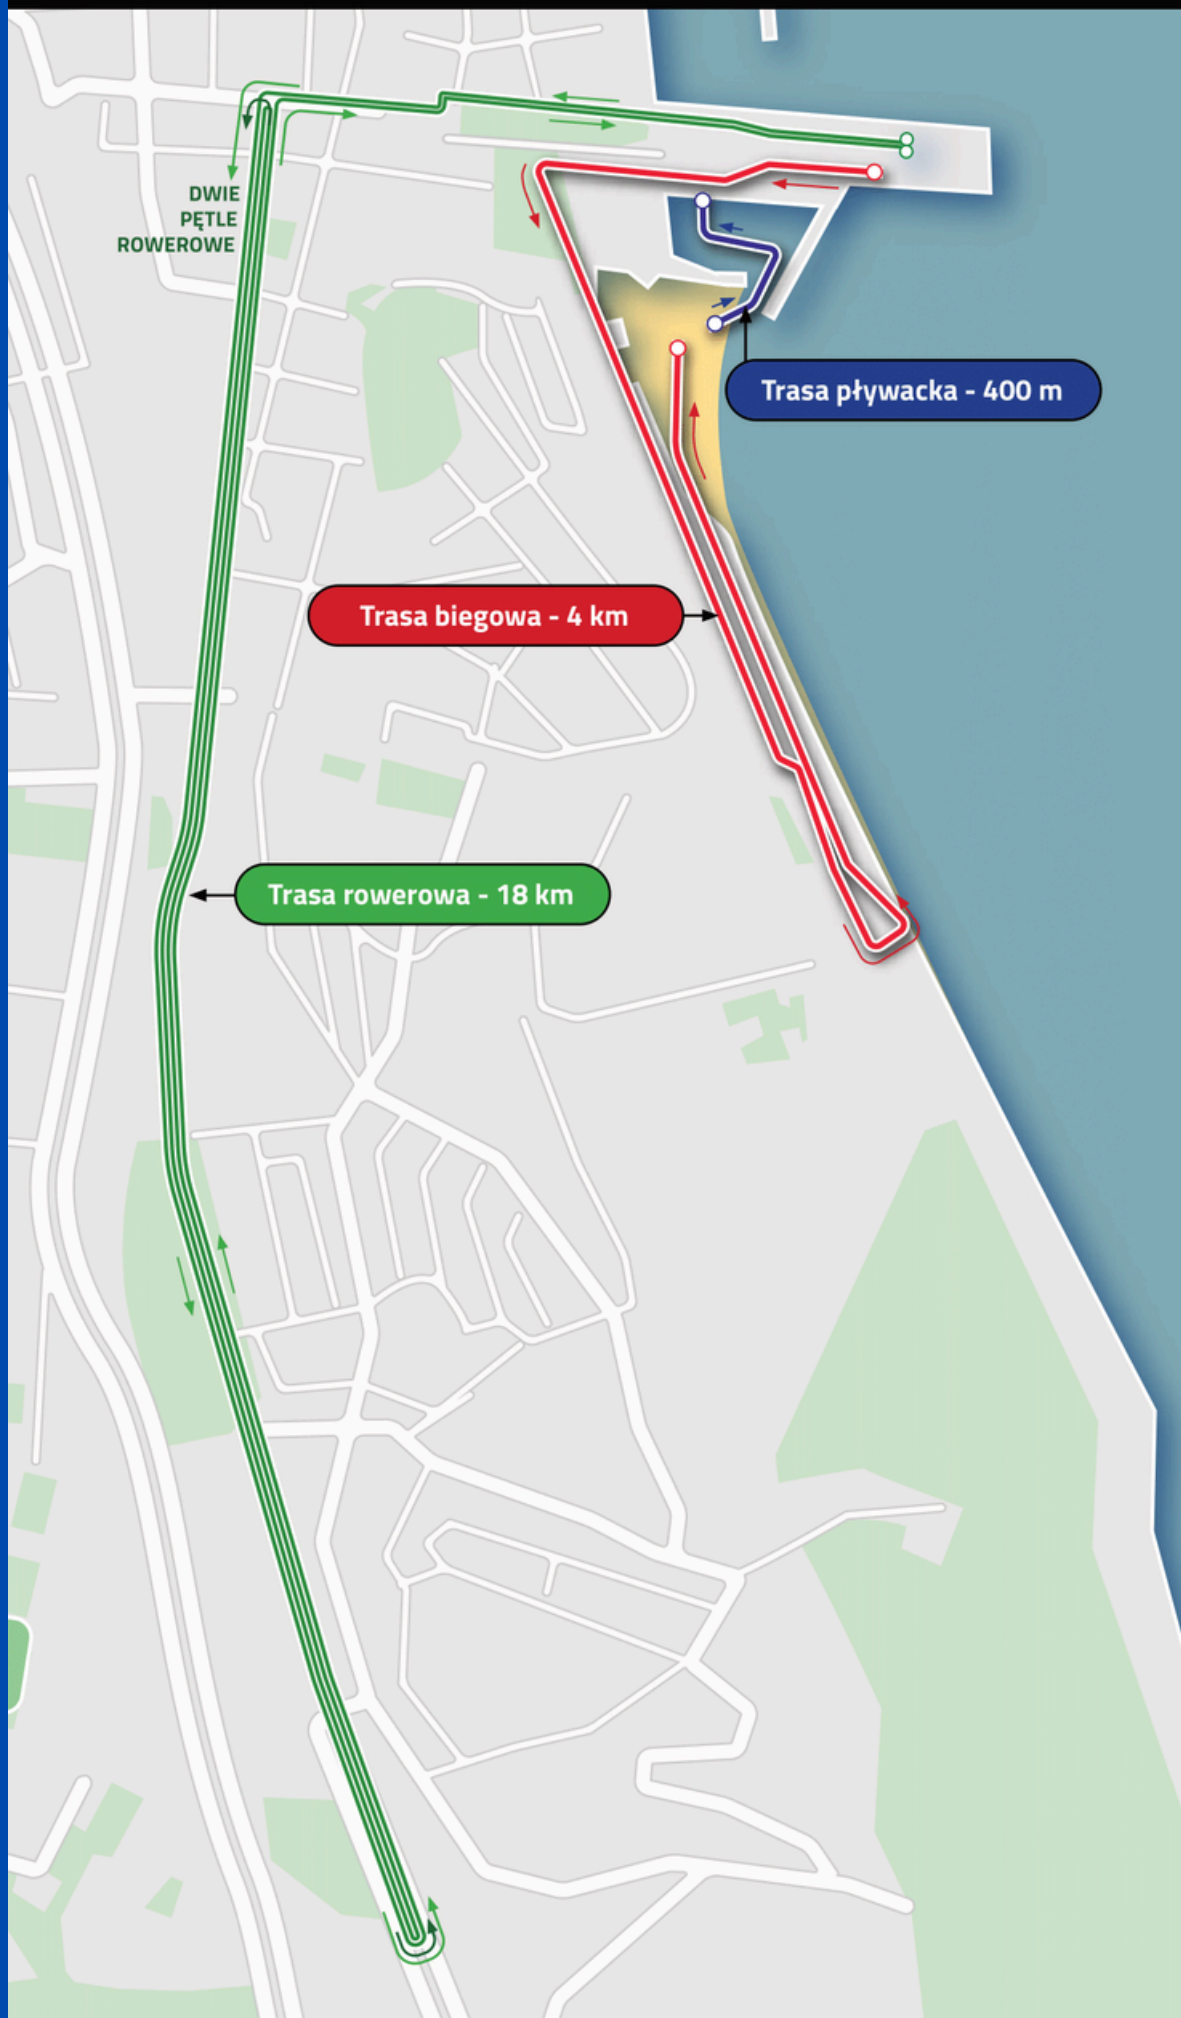 DWIE
PĘTLE
ROWEROWE
Trasa pływacka - 400 m
Trasa biegowa - 4 km
Trasa rowerowa - 18 km